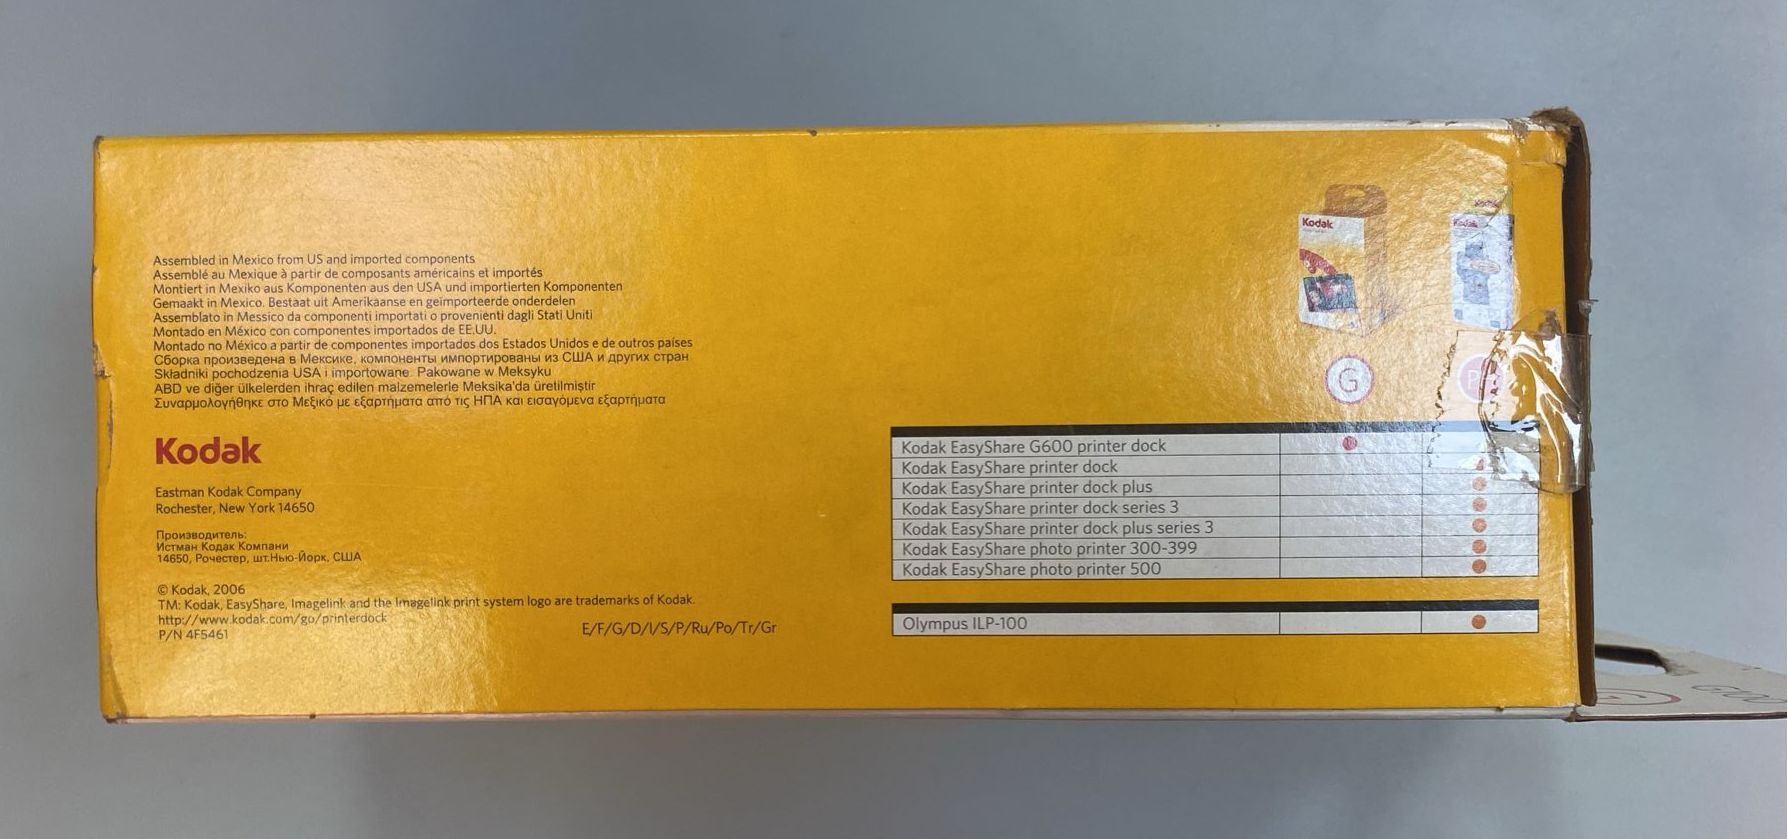 Assembled in Mexico from US and imported components
Assemblé au Mexique à partir de composants américains et importés
Montiert in Mexiko aus Komponenten aus den USA und importierten Komponenten
Gemaakt in Mexico. Bestaat uit Amerikaanse en geïmporteerde onderdelen
Assemblato in Messico da componenti importati o provenienti dagli Stati Uniti
Montado en México con componentes importados de EE.UU.
Montado no México a partir de componentes importados dos Estados Unidos e de outros países
Сборка произведена в Мексике, компоненты импортированы из США и других стран
Składniki pochodzenia USA i importowane. Pakowane w Meksyku
ABD ve diğer ülkelerden ihraç edilen malzemelerle Meksika'da üretilmiştir
Συναρμολογήθηκε στο Μεξικό με εξαρτήματα από τις ΗΠΑ και εισαγόμενα εξαρτήματα
Kodak
Eastman Kodak Company
Rochester, New York 14650
Производитель:
Истман Кодак Компани
14650, Рочестер, шт.Нью-Йорк, США
© Kodak, 2006
TM: Kodak, EasyShare, Imagelink and the Imagelink print system logo are trademarks of Kodak.
http://www.kodak.com/go/printerdock
P/N 4F5461
E/F/G/D/I/S/P/Ru/Po/Tr/Gr
Kodak
Kodak
Kodak
G
Kodak EasyShare G600 printer dock
Kodak EasyShare printer dock
Kodak EasyShare printer dock plus
Kodak EasyShare printer dock series 3
Kodak EasyShare printer dock plus series 3
Kodak EasyShare photo printer 300-399
Kodak EasyShare photo printer 500
Olympus ILP-100